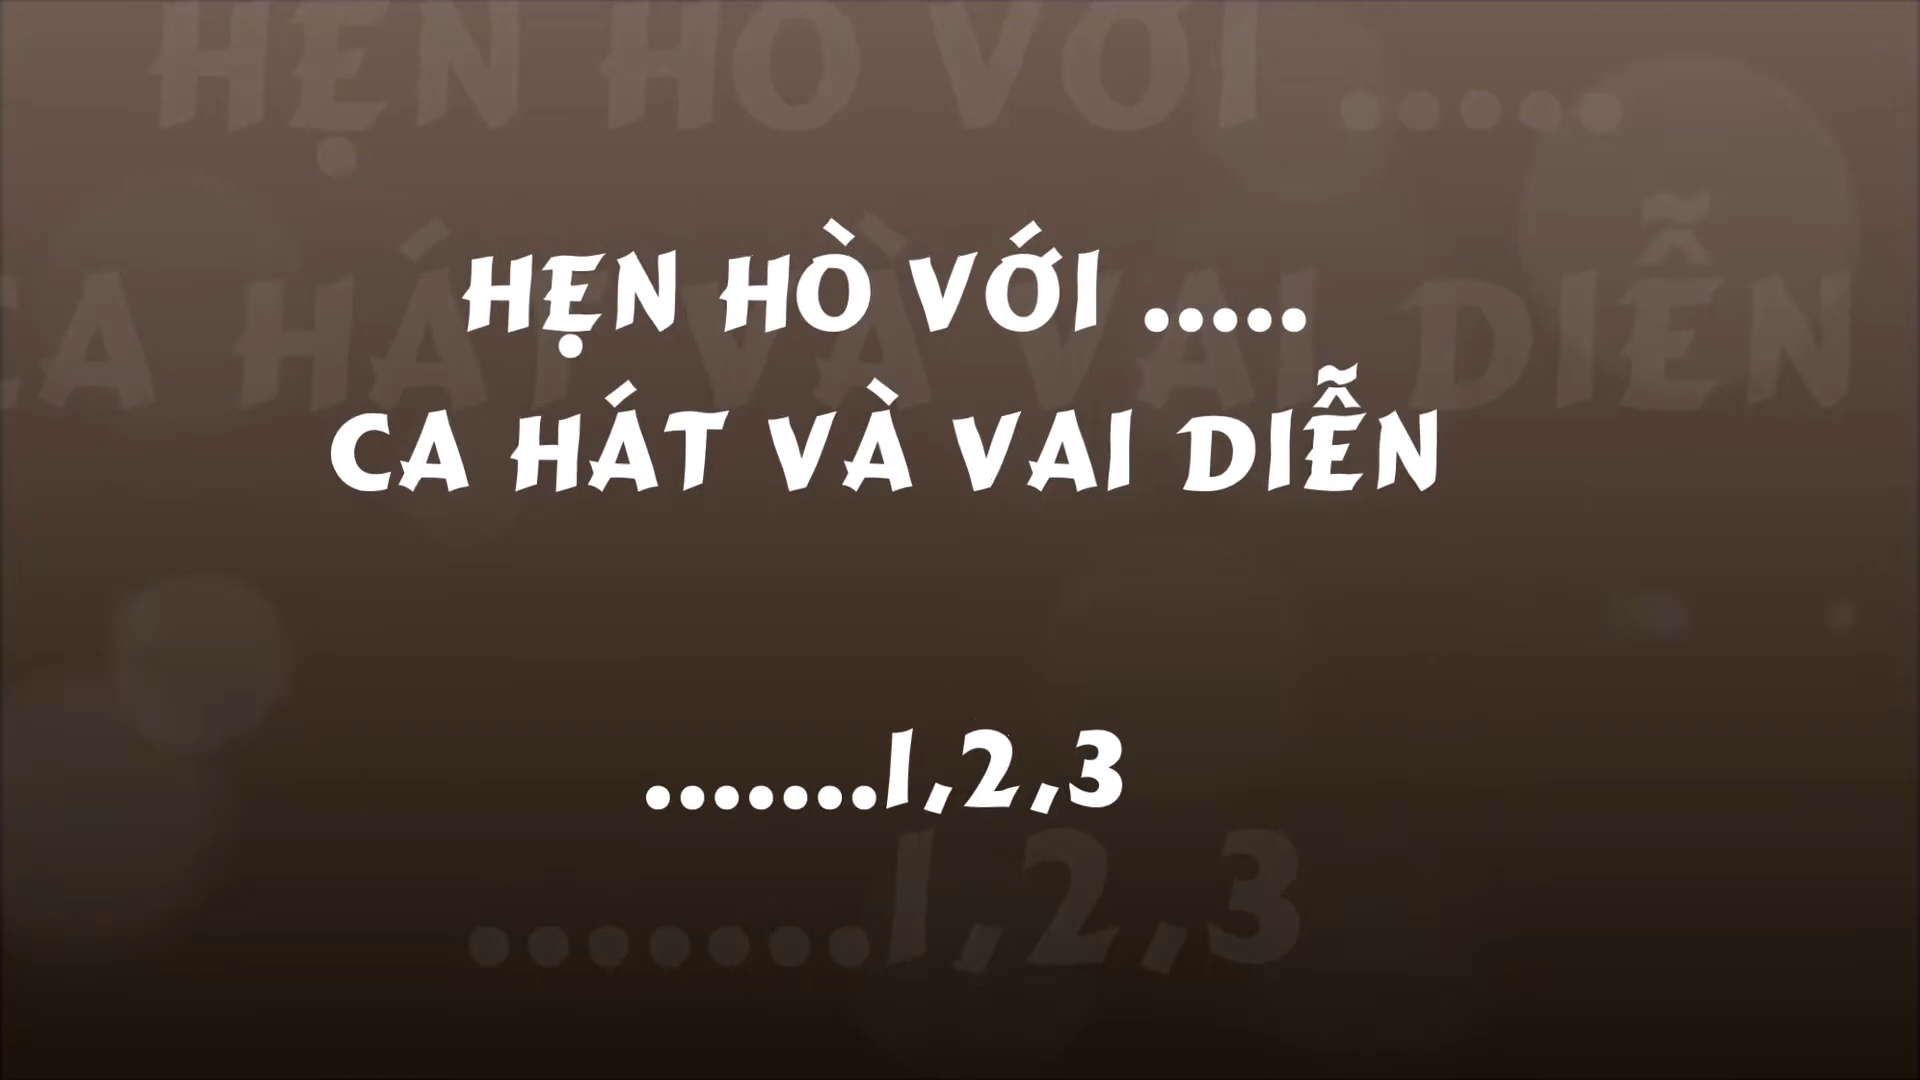 HẸN HÒ VỚI .....
CA HÁT VÀ VAI DIỄN
.......1,2,3